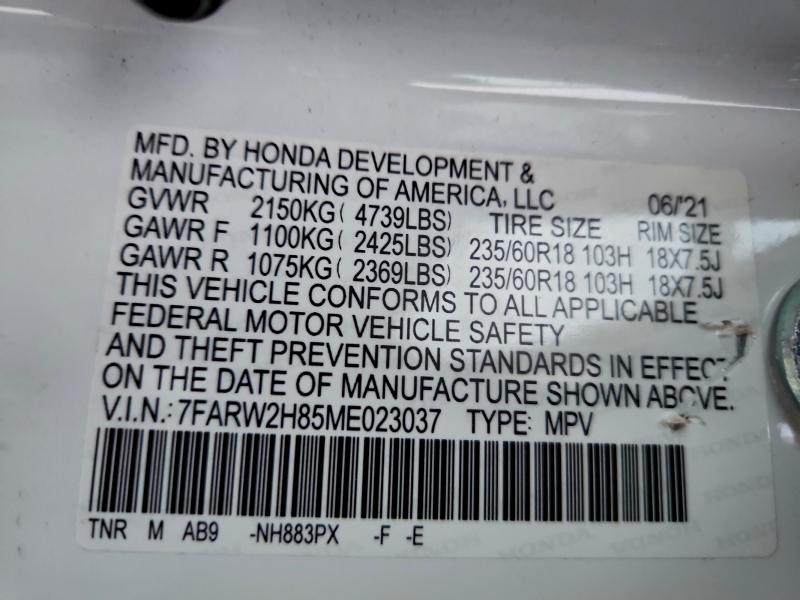 MFD. BY HONDA DEVELOPMENT &
MANUFACTURING OF AMERICA, LLC 06/'21
GVWR 2150KG( 4739LBS) TIRE SIZE RIM SIZE
GAWR F 1100KG( 2425LBS) 235/60R18 103H 18X7.5J
GAWR R 1075KG( 2369LBS) 235/60R18 103H 18X7.5J
THIS VEHICLE CONFORMS TO ALL APPLICABLE
FEDERAL MOTOR VEHICLE SAFETY
AND THEFT PREVENTION STANDARDS IN EFFECT
ON THE DATE OF MANUFACTURE SHOWN ABOVE.
V.I.N.: 7FARW2H85ME023037 TYPE: MPV
TNR M AB9 -NH883PX -F -E